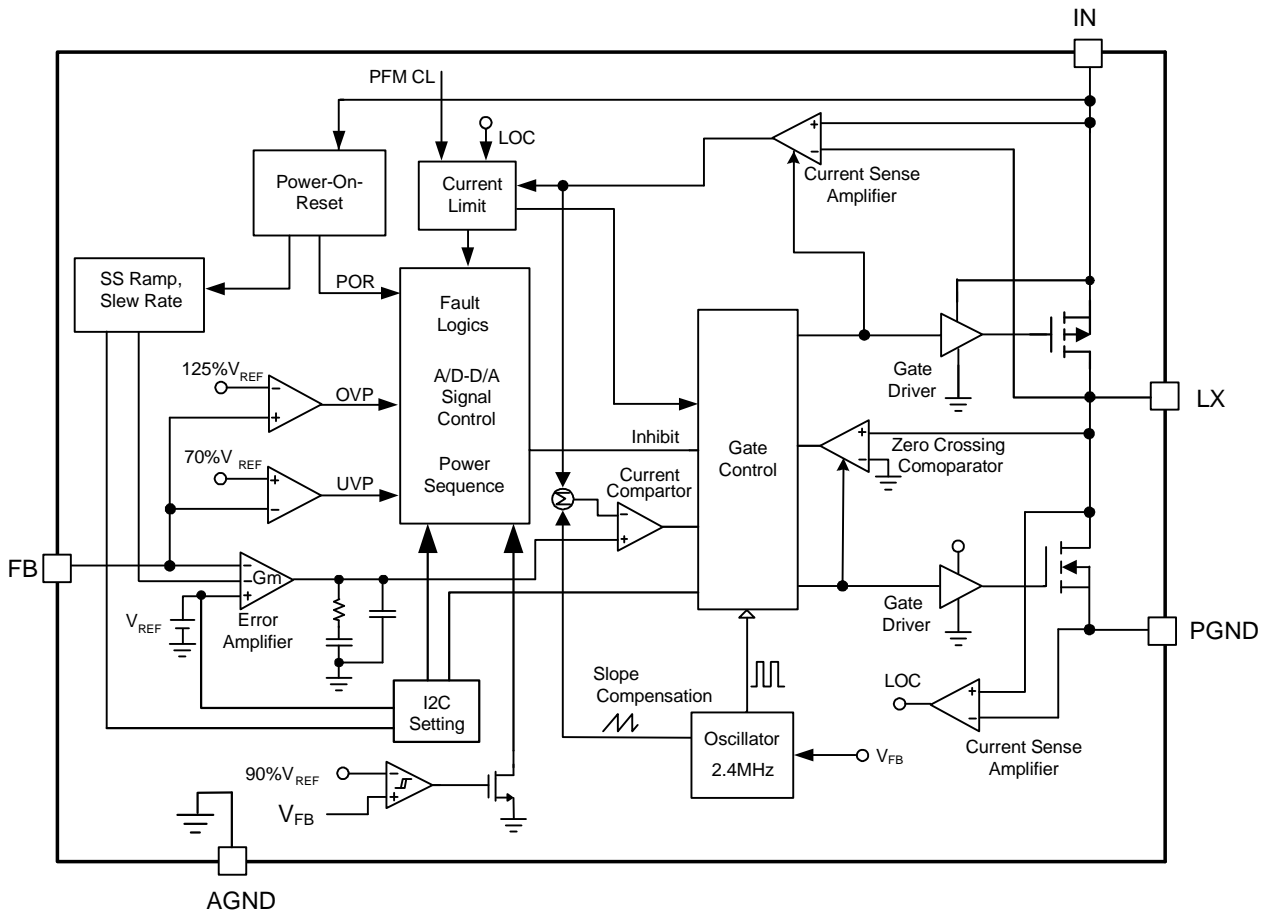 IN
PFM CL
LOC
Power-On-
Reset
Current
Limit
+
−
Current Sense
Amplifier
SS Ramp,
Slew Rate
POR
Fault
Logics
A/D-D/A
Signal
Control
Power
Sequence
125%VREF
−
+
OVP
70%V REF
+
−
UVP
Inhibit
Gate
Control
Gate
Driver
LX
+
−
Zero Crossing
Comoparator
Current
Compartor
Σ
−
+
FB
−
−
+
Gm
VREF
Error
Amplifier
Gate
Driver
PGND
I2C
Setting
Slope
Compensation
Oscillator
2.4MHz
VFB
LOC
+
−
Current Sense
Amplifier
90%VREF
−
+
VFB
AGND